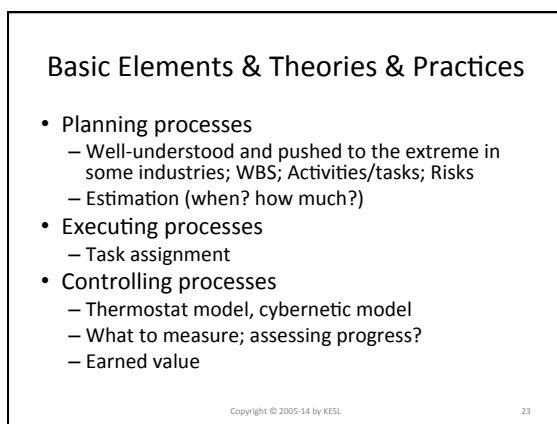 Basic Elements & Theories & Practices
• Planning processes
– Well-understood and pushed to the extreme in
some industries; WBS; Activities/tasks; Risks
– Estimation (when? how much?)
• Executing processes
– Task assignment
• Controlling processes
– Thermostat model, cybernetic model
– What to measure; assessing progress?
– Earned value
Copyright © 2005-14 by KESL 23